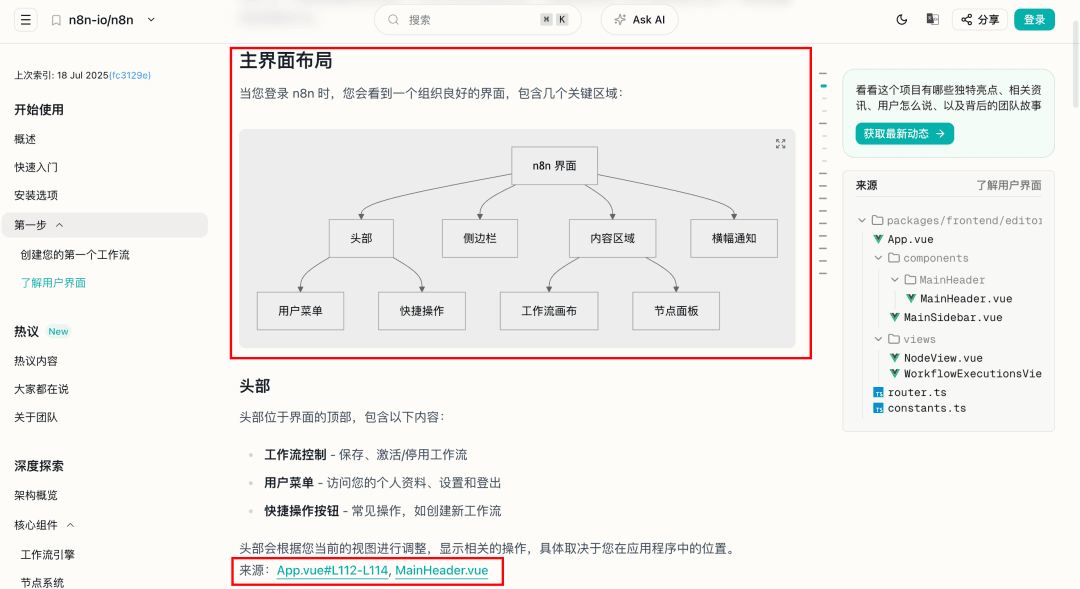 n8n-io/n8n
搜索
⌘ K
Ask AI
分享
登录
上次索引: 18 Jul 2025(fc3129e)
开始使用
概述
快速入门
安装选项
第一步
创建您的第一个工作流
了解用户界面
热议 New
热议内容
大家都在说
关于团队
深度探索
架构概览
核心组件
工作流引擎
节点系统
主界面布局
当您登录 n8n 时，您会看到一个组织良好的界面，包含几个关键区域：
n8n 界面
头部
侧边栏
内容区域
横幅通知
用户菜单
快捷操作
工作流画布
节点面板
头部
头部位于界面的顶部，包含以下内容：
工作流控制 - 保存、激活/停用工作流
用户菜单 - 访问您的个人资料、设置和登出
快捷操作按钮 - 常见操作，如创建新工作流
头部会根据您当前的视图进行调整，显示相关的操作，具体取决于您在应用程序中的位置。
来源： App.vue#L112-L114, MainHeader.vue
看看这个项目有哪些独特亮点、相关资
讯、用户怎么说、以及背后的团队故事
获取最新动态 →
来源
了解用户界面
packages/frontend/editor
App.vue
components
MainHeader
MainHeader.vue
MainSidebar.vue
views
NodeView.vue
WorkflowExecutionsVie
router.ts
constants.ts